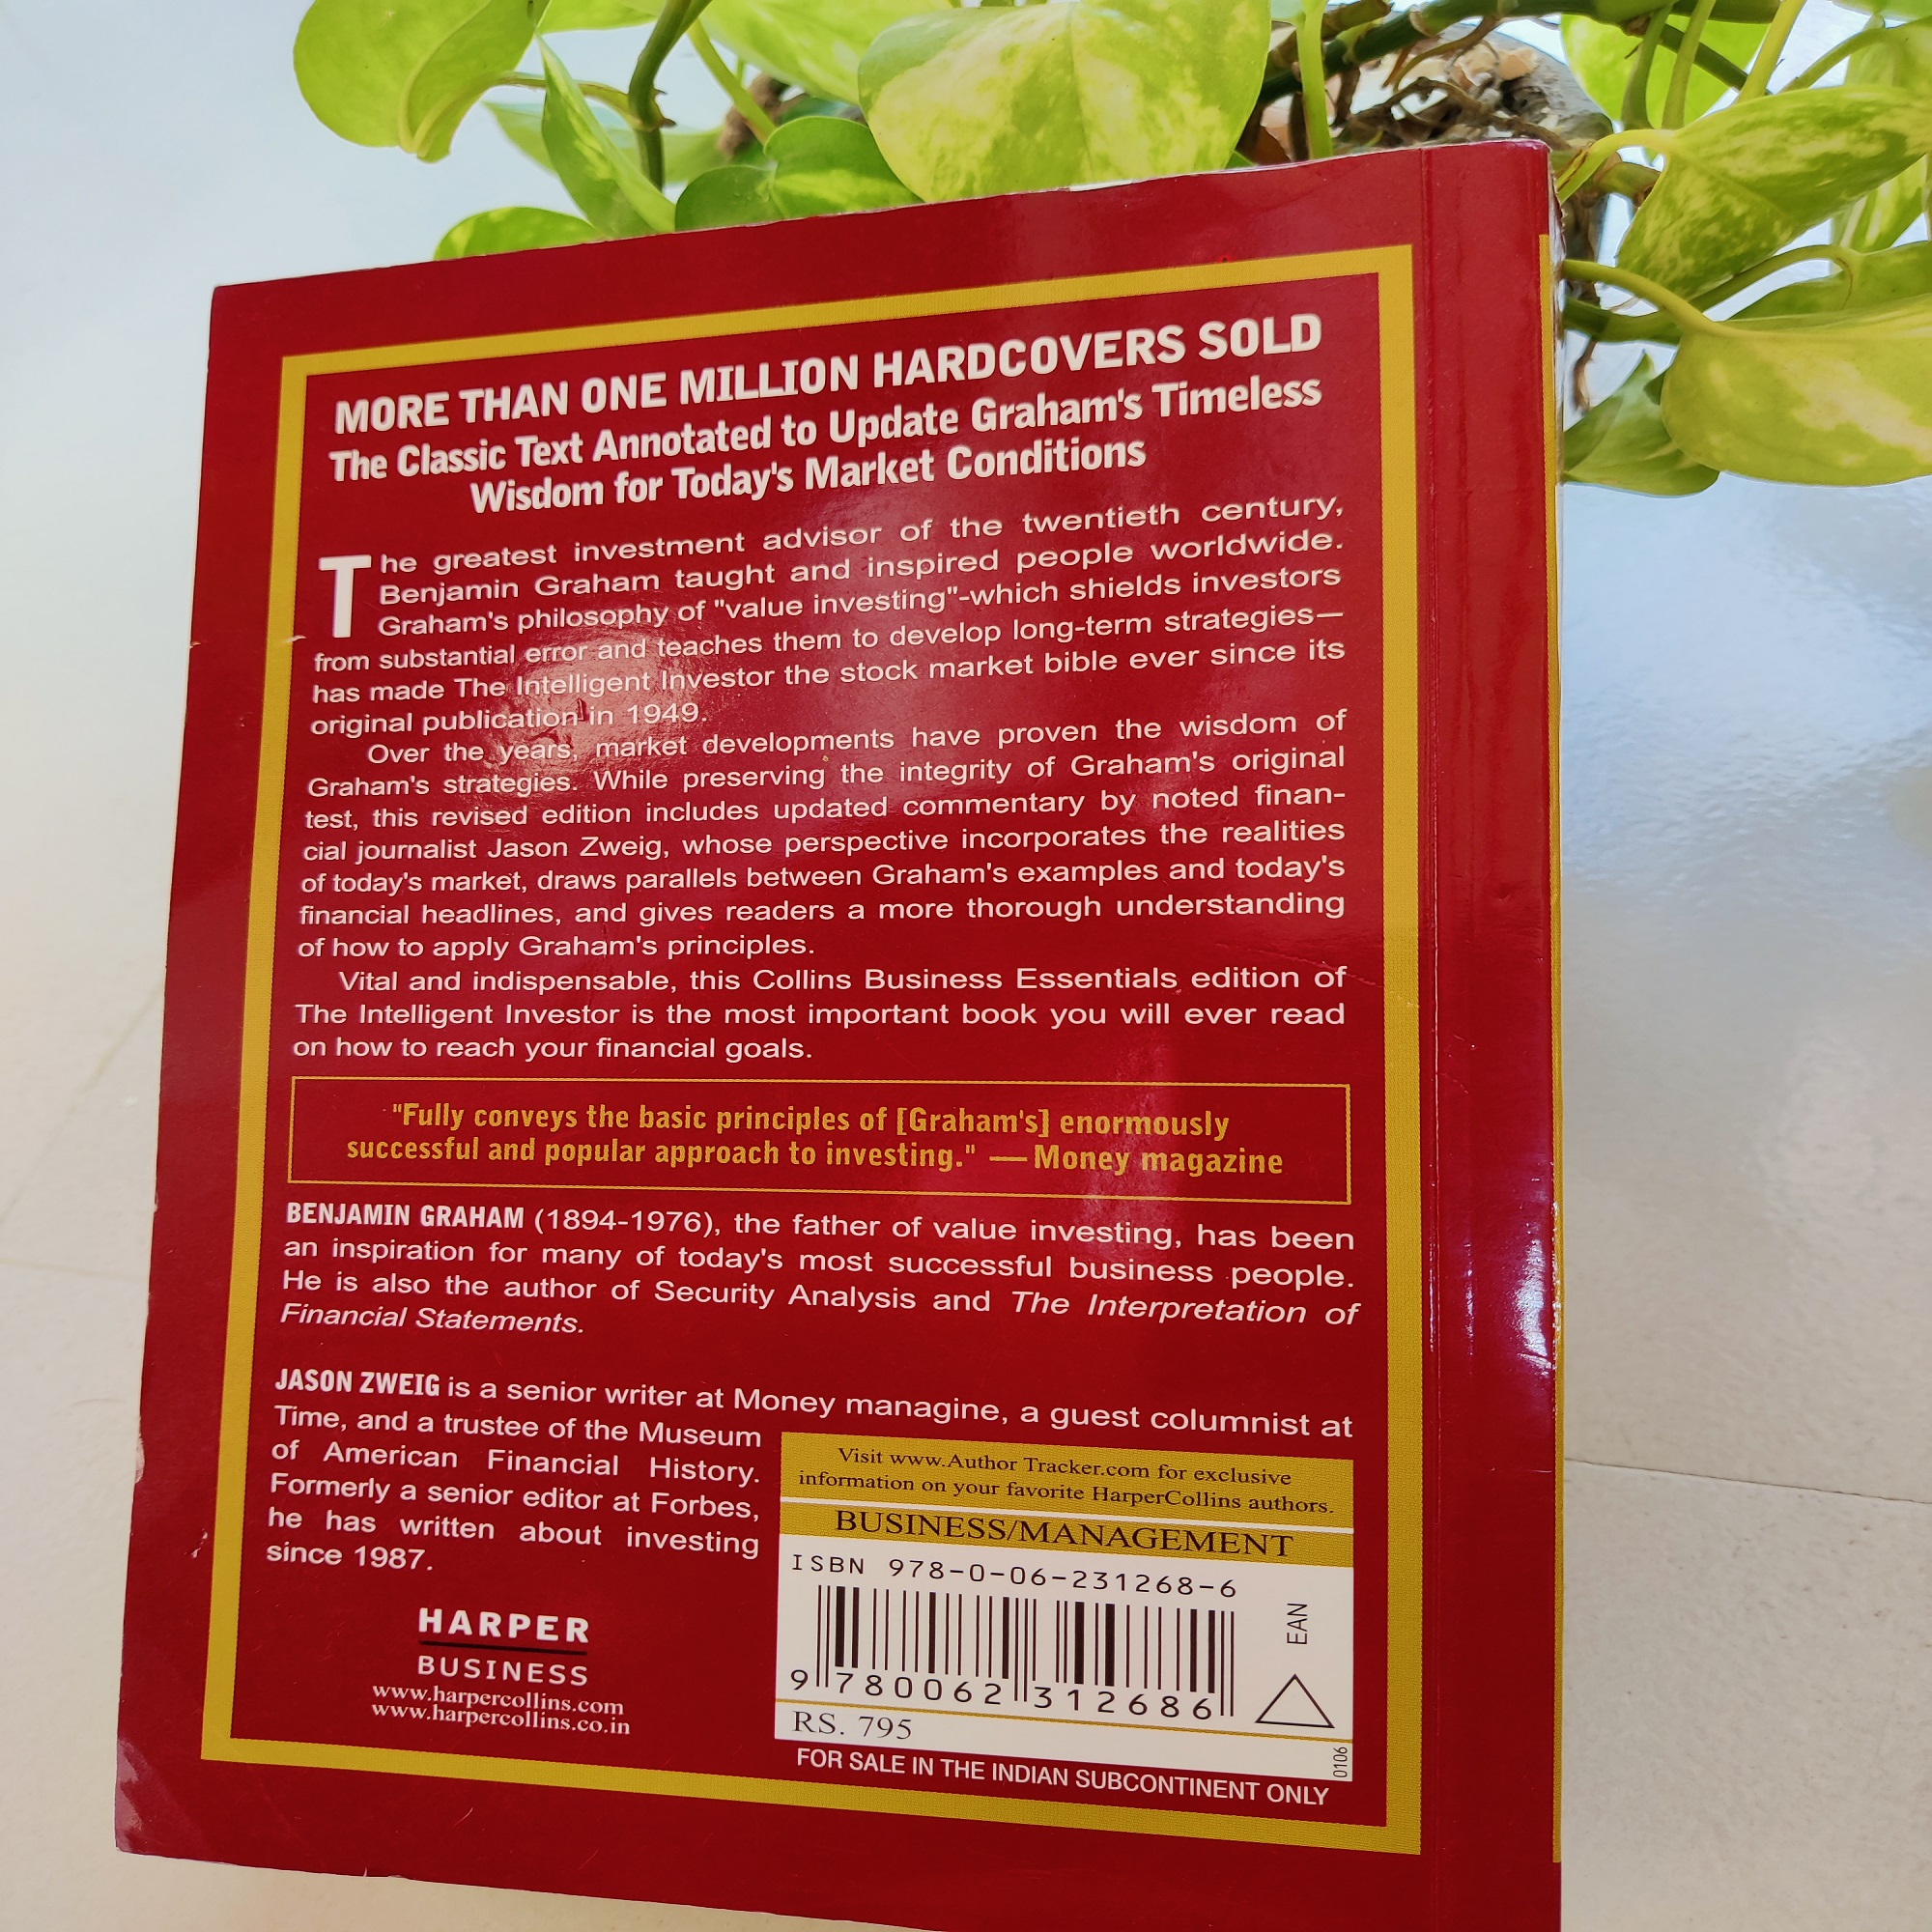 MORE THAN ONE MILLION HARDCOVERS SOLD
The Classic Text Annotated to Update Graham's Timeless
Wisdom for Today's Market Conditions
The greatest investment advisor of the twentieth century,
Benjamin Graham taught and inspired people worldwide.
Graham's philosophy of "value investing"-which shields investors
from substantial error and teaches them to develop long-term strategies—
has made The Intelligent Investor the stock market bible ever since its
original publication in 1949.
Over the years, market developments have proven the wisdom of
Graham's strategies. While preserving the integrity of Graham's original
test, this revised edition includes updated commentary by noted finan-
cial journalist Jason Zweig, whose perspective incorporates the realities
of today's market, draws parallels between Graham's examples and today's
financial headlines, and gives readers a more thorough understanding
of how to apply Graham's principles.
Vital and indispensable, this Collins Business Essentials edition of
The Intelligent Investor is the most important book you will ever read
on how to reach your financial goals.
"Fully conveys the basic principles of [Graham's] enormously
successful and popular approach to investing." — Money magazine
BENJAMIN GRAHAM (1894-1976), the father of value investing, has been
an inspiration for many of today's most successful business people.
He is also the author of Security Analysis and The Interpretation of
Financial Statements.
JASON ZWEIG is a senior writer at Money managine, a guest columnist at
Time, and a trustee of the Museum
of American Financial History.
Formerly a senior editor at Forbes,
he has written about investing
since 1987.
HARPER
BUSINESS
www.harpercollins.com
www.harpercollins.co.in
Visit www.Author Tracker.com for exclusive
information on your favorite HarperCollins authors.
BUSINESS/MANAGEMENT
ISBN 978-0-06-231268-6
EAN
9 780062 312686
RS. 795
0106
FOR SALE IN THE INDIAN SUBCONTINENT ONLY